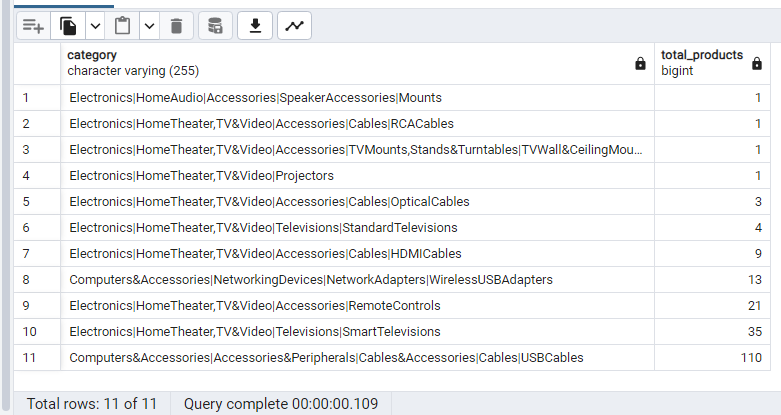 category total_products
character varying (255) bigint
1 Electronics|HomeAudio|Accessories|SpeakerAccessories|Mounts 1
2 Electronics|HomeTheater,TV&Video|Accessories|Cables|RCACables 1
3 Electronics|HomeTheater,TV&Video|Accessories|TVMounts,Stands&Turntables|TVWall&CeilingMou... 1
4 Electronics|HomeTheater,TV&Video|Projectors 1
5 Electronics|HomeTheater,TV&Video|Accessories|Cables|OpticalCables 3
6 Electronics|HomeTheater,TV&Video|Televisions|StandardTelevisions 4
7 Electronics|HomeTheater,TV&Video|Accessories|Cables|HDMICables 9
8 Computers&Accessories|NetworkingDevices|NetworkAdapters|WirelessUSBAdapters 13
9 Electronics|HomeTheater,TV&Video|Accessories|RemoteControls 21
10 Electronics|HomeTheater,TV&Video|Televisions|SmartTelevisions 35
11 Computers&Accessories|Accessories&Peripherals|Cables&Accessories|Cables|USBCables 110
Total rows: 11 of 11 Query complete 00:00:00.109